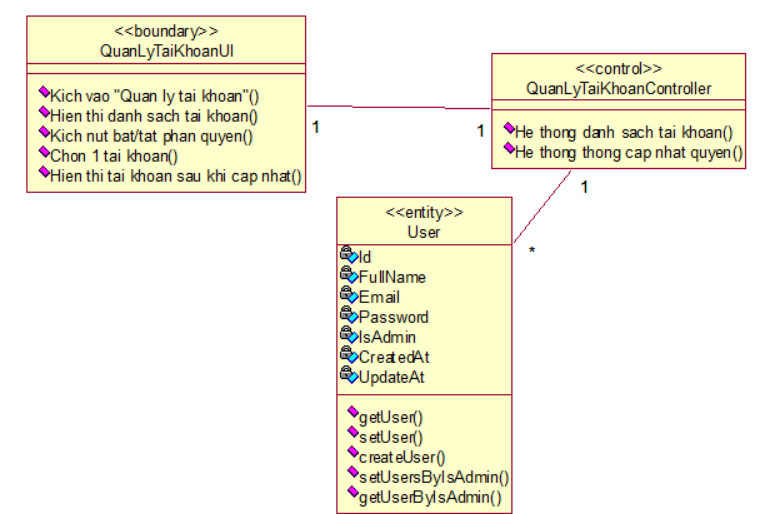 <<boundary>>
QuanLyTaiKhoanUI
Kich vao "Quan ly tai khoan"()
Hien thi danh sach tai khoan()
Kich nut bat/tat phan quyen()
Chon 1 tai khoan()
Hien thi tai khoan sau khi cap nhat()
1
1
<<control>>
QuanLyTaiKhoanController
He thong danh sach tai khoan()
He thong thong cap nhat quyen()
1
*
<<entity>>
User
Id
FullName
Email
Password
IsAdmin
CreatedAt
UpdateAt
getUser()
setUser()
createUser()
setUsersByIsAdmin()
getUserByIsAdmin()